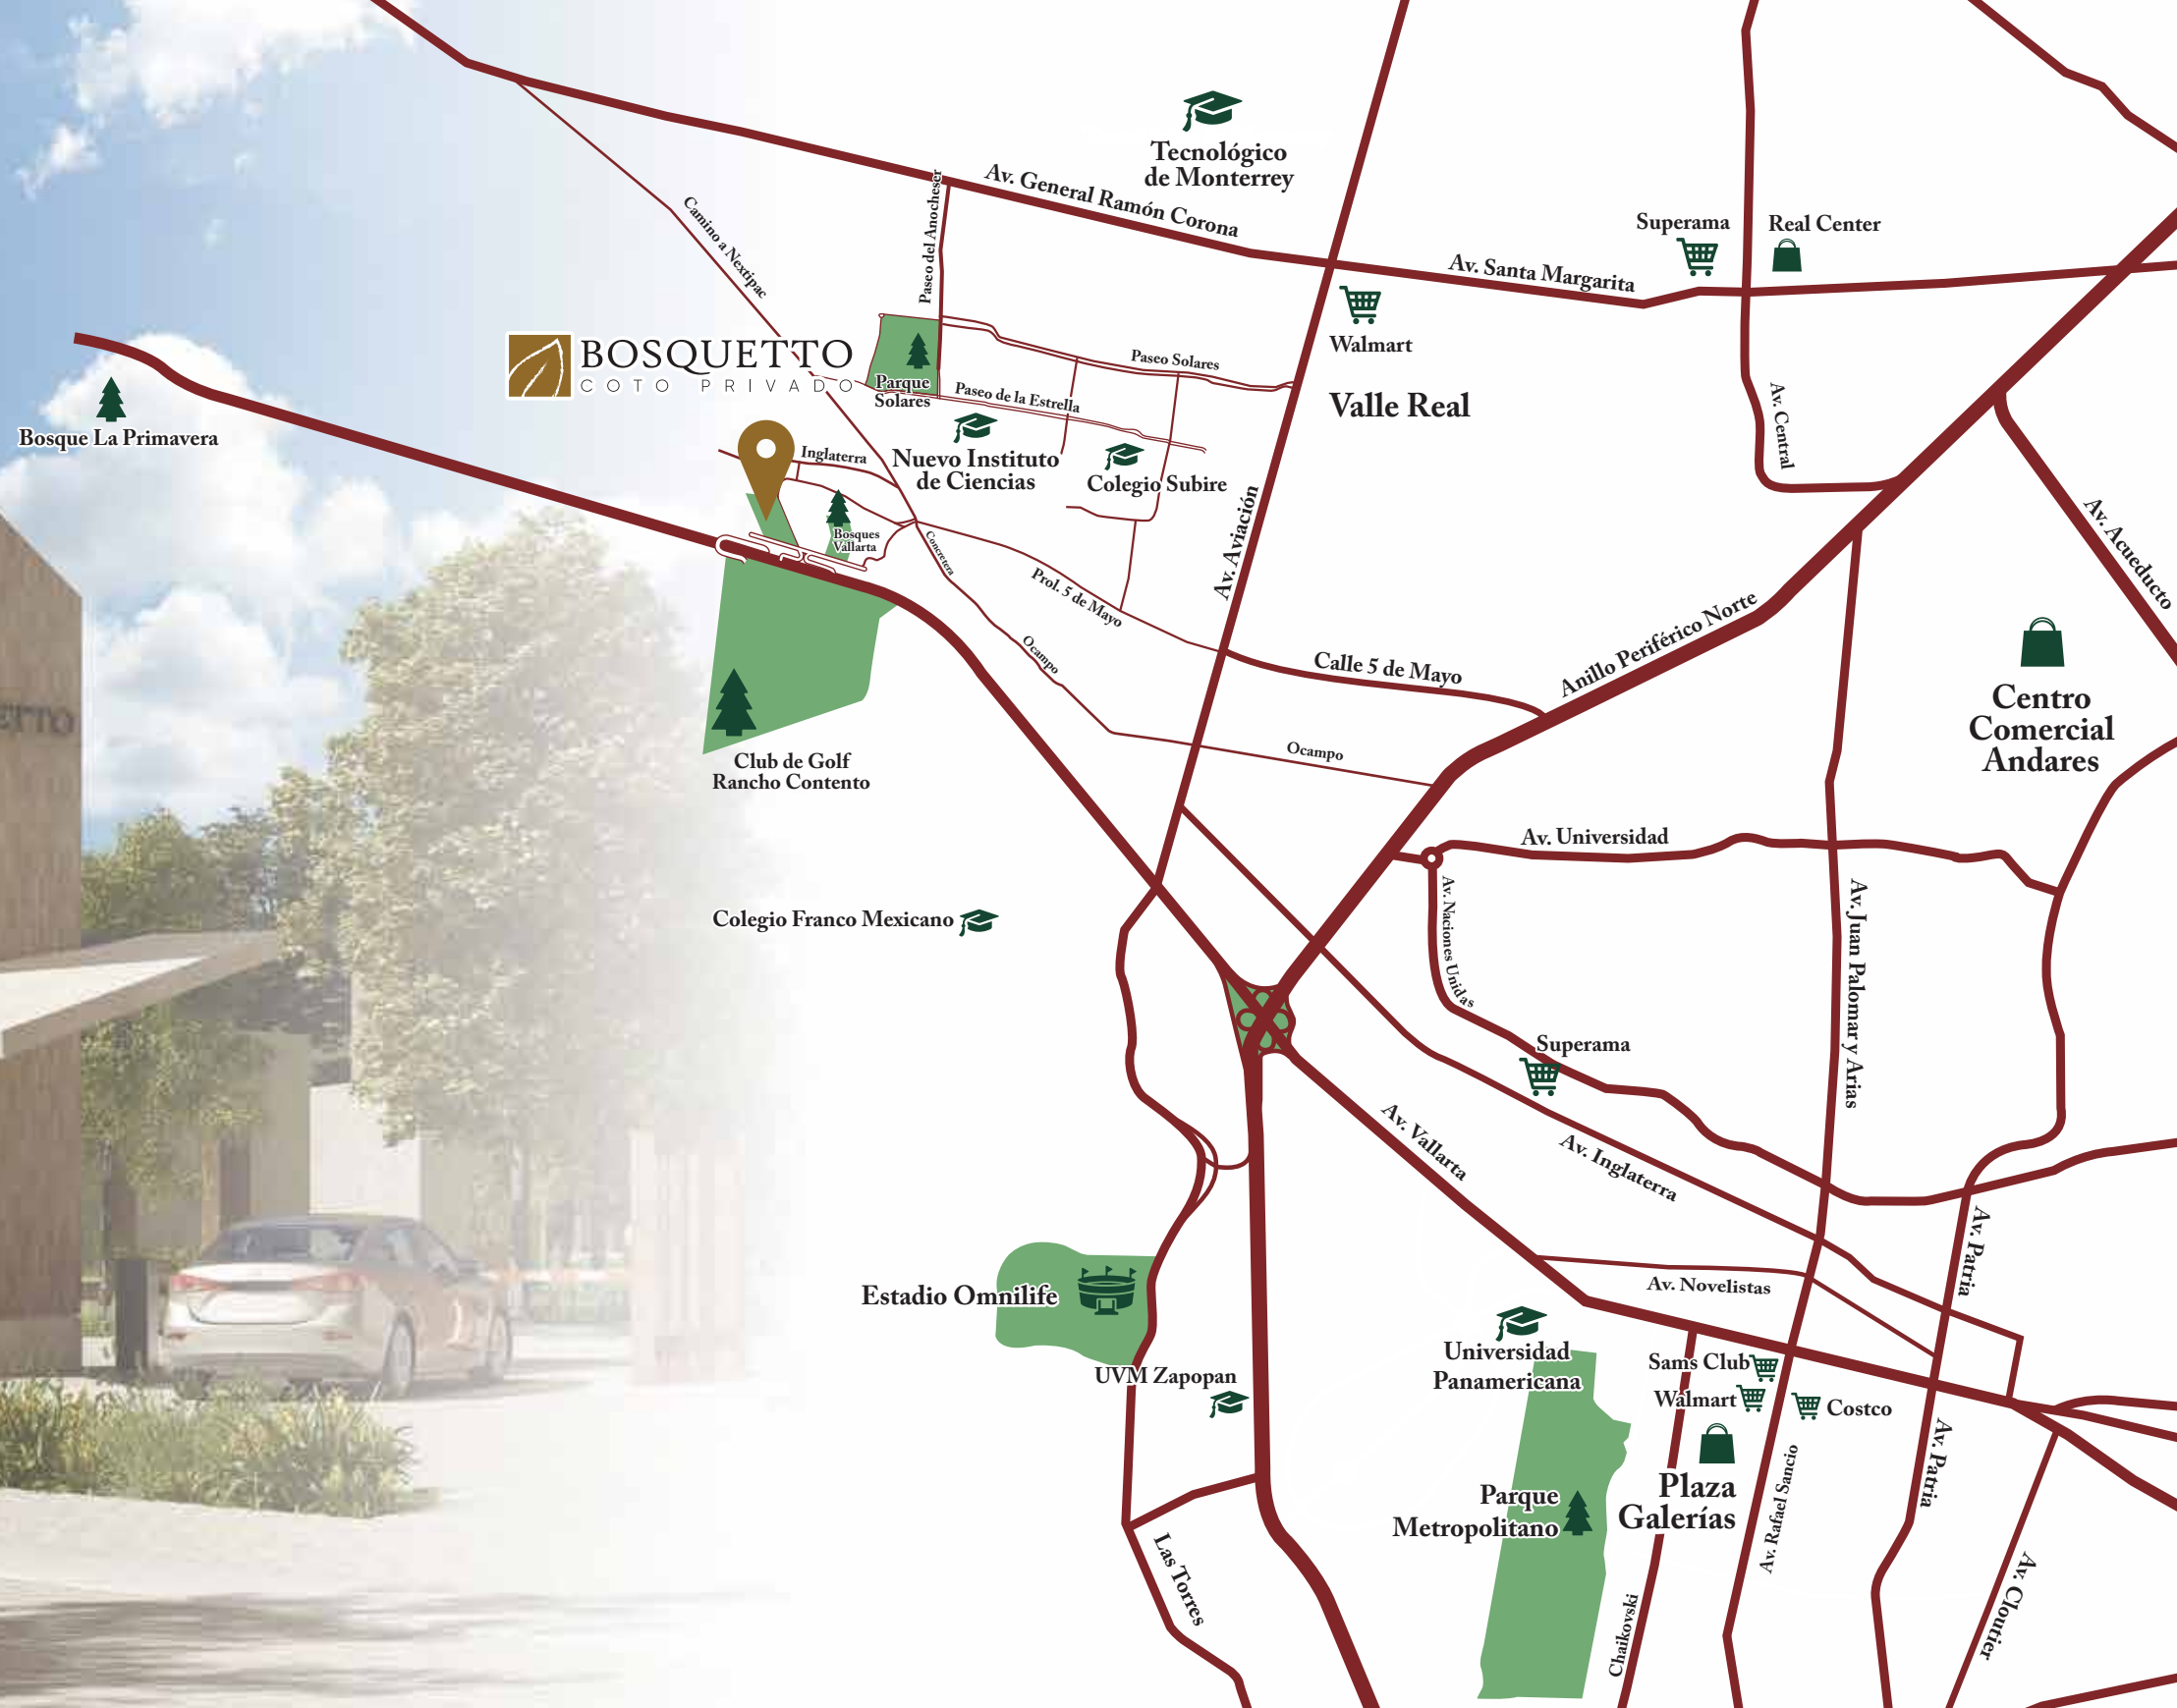 Tecnológico
de Monterrey
Av. General Ramón Corona
Paseo del Anocheser
Camino a Nextipac
Superama
Real Center
Av. Santa Margarita
Walmart
Valle Real
BOSQUETTO
COTO PRIVADO
Parque
Solares
Paseo Solares
Paseo de la Estrella
Bosque La Primavera
Inglaterra
Nuevo Instituto
de Ciencias
Colegio Subire
Av. Central
Av. Aviación
Av. Acueducto
Bosques
Vallarta
Concretera
Prol. 5 de Mayo
Ocampo
Calle 5 de Mayo
Anillo Periférico Norte
Centro
Comercial
Andares
ETTO
Club de Golf
Rancho Contento
Ocampo
Av. Universidad
Colegio Franco Mexicano
Av. Naciones Unidas
Av. Juan Palomar y Arias
Superama
Av. Vallarta
Av. Inglaterra
Av. Patria
Av. Novelistas
Estadio Omnilife
Universidad
Panamericana
Sams Club
Walmart
Costco
UVM Zapopan
Plaza
Galerías
Parque
Metropolitano
Av. Rafael Sancio
Av. Patria
Las Torres
Chaikovski
Av. Cloutier